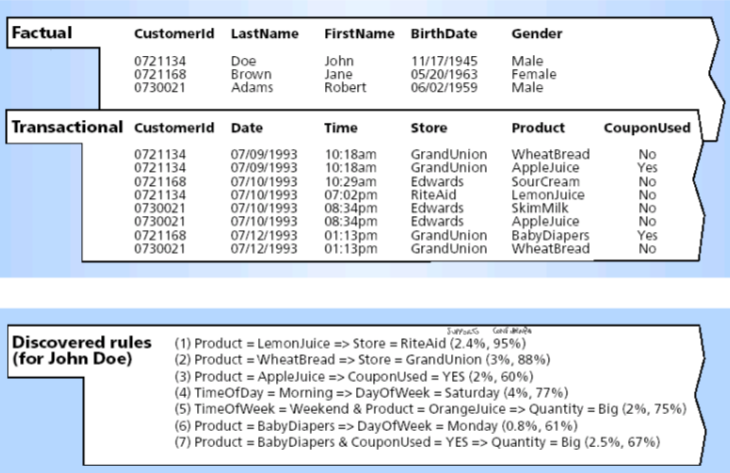 Factual CustomerId LastName FirstName BirthDate Gender
0721134 Doe John 11/17/1945 Male
0721168 Brown Jane 05/20/1963 Female
0730021 Adams Robert 06/02/1959 Male
Transactional CustomerId Date Time Store Product CouponUsed
0721134 07/09/1993 10:18am GrandUnion WheatBread No
0721134 07/09/1993 10:18am GrandUnion AppleJuice Yes
0721168 07/10/1993 10:29am Edwards SourCream No
0721134 07/10/1993 07:02pm RiteAid LemonJuice No
0730021 07/10/1993 08:34pm Edwards SkimMilk No
0730021 07/10/1993 08:34pm Edwards AppleJuice No
0721168 07/12/1993 01:13pm GrandUnion BabyDiapers Yes
0730021 07/12/1993 01:13pm GrandUnion WheatBread No
Discovered rules
(for John Doe)
(1) Product = LemonJuice => Store = RiteAid (2.4%, 95%)
(2) Product = WheatBread => Store = GrandUnion (3%, 88%)
(3) Product = AppleJuice => CouponUsed = YES (2%, 60%)
(4) TimeOfDay = Morning => DayOfWeek = Saturday (4%, 77%)
(5) TimeOfWeek = Weekend & Product = OrangeJuice => Quantity = Big (2%, 75%)
(6) Product = BabyDiapers => DayOfWeek = Monday (0.8%, 61%)
(7) Product = BabyDiapers & CouponUsed = YES => Quantity = Big (2.5%, 67%)